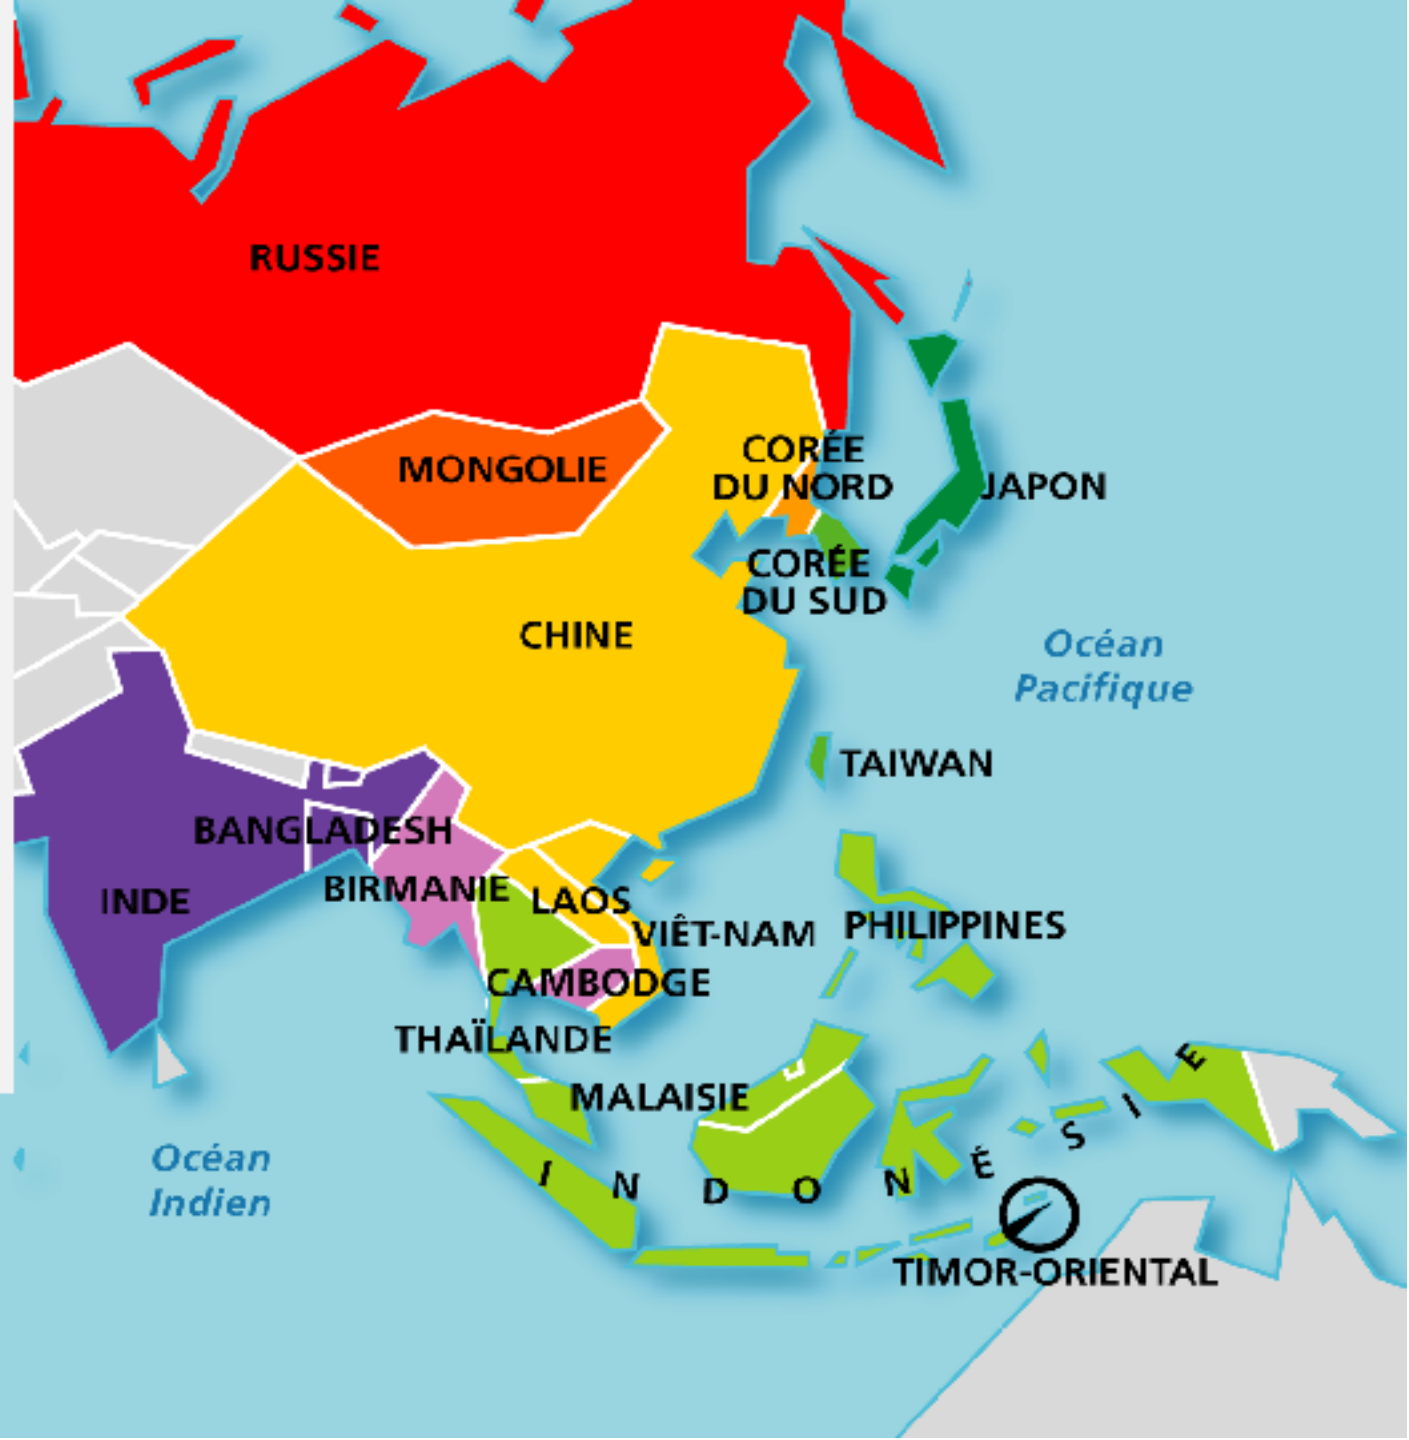 RUSSIE
MONGOLIE
CORÉE
DU NORD
JAPON
CORÉE
DU SUD
CHINE
Océan
Pacifique
TAIWAN
BANGLADESH
BIRMANIE
INDE
LAOS
VIÊT-NAM
PHILIPPINES
CAMBODGE
THAÏLANDE
MALAISIE
INDONÉSIE
Océan
Indien
TIMOR-ORIENTAL